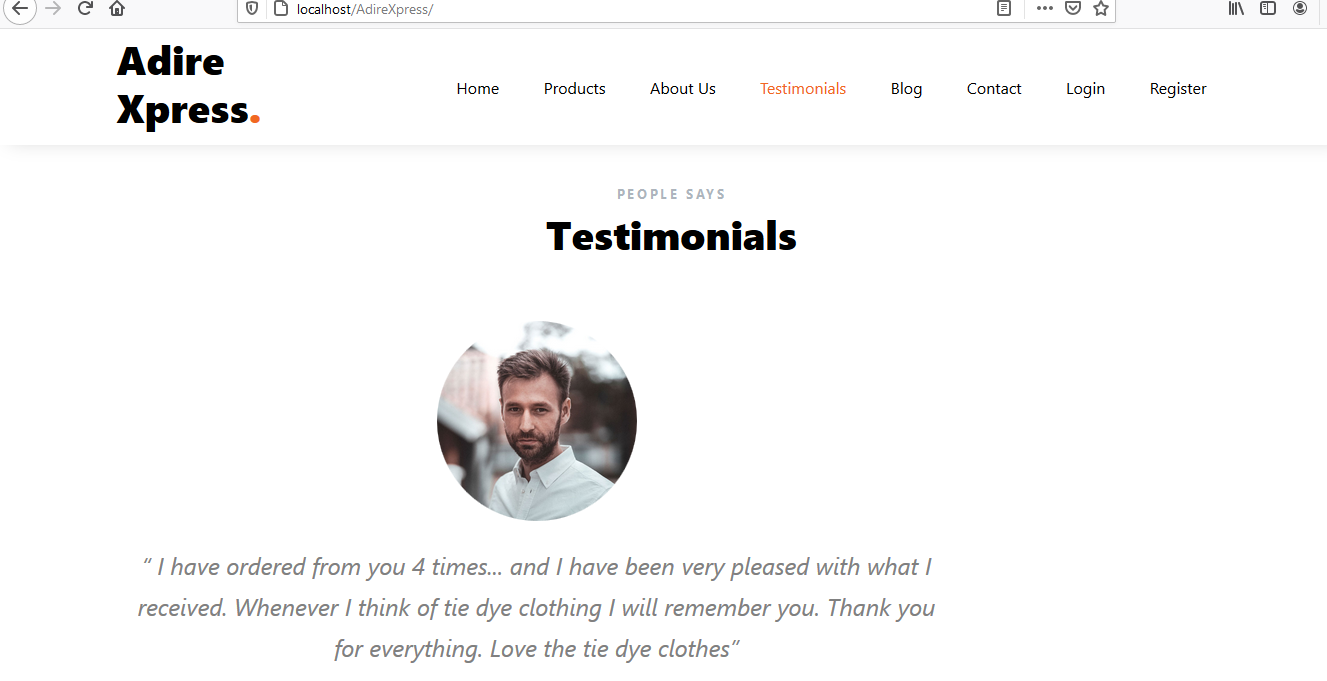 localhost/AdireXpress/
Adire
Xpress.
Home Products About Us Testimonials Blog Contact Login Register
PEOPLE SAYS
Testimonials
“ I have ordered from you 4 times... and I have been very pleased with what I
received. Whenever I think of tie dye clothing I will remember you. Thank you
for everything. Love the tie dye clothes”